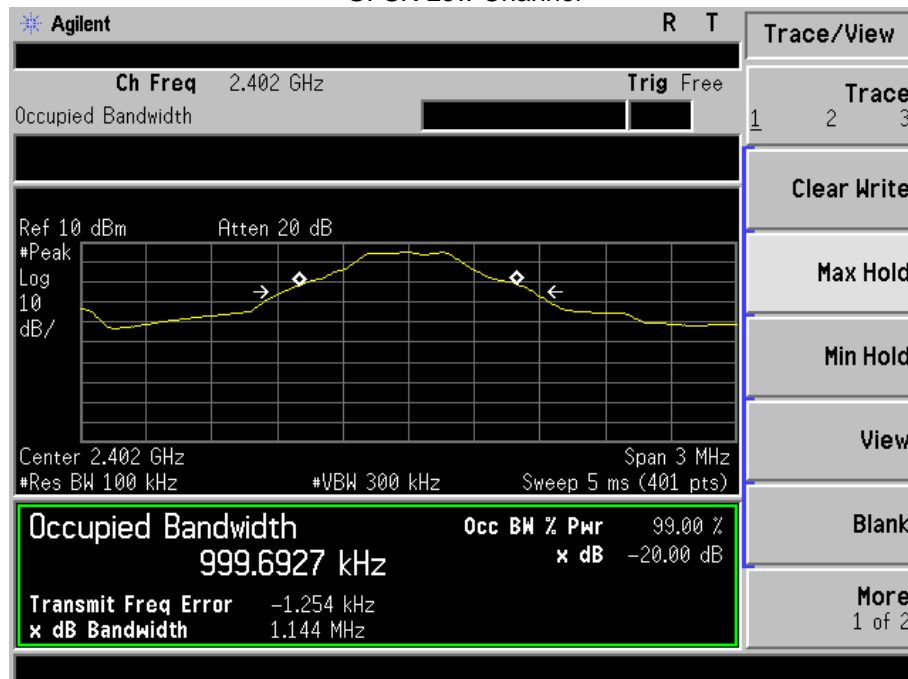 Agilent R T
Ch Freq 2.402 GHz Trig Free
Occupied Bandwidth
Ref 10 dBm Atten 20 dB
#Peak
Log
10
dB/
Center 2.402 GHz Span 3 MHz
#Res BW 100 kHz #VBW 300 kHz Sweep 5 ms (401 pts)
Occupied Bandwidth Occ BW % Pwr 99.00 %
999.6927 kHz x dB -20.00 dB
Transmit Freq Error -1.254 kHz
x dB Bandwidth 1.144 MHz
Trace/View
Trace
1 2 3
Clear Write
Max Hold
Min Hold
View
Blank
More
1 of 2